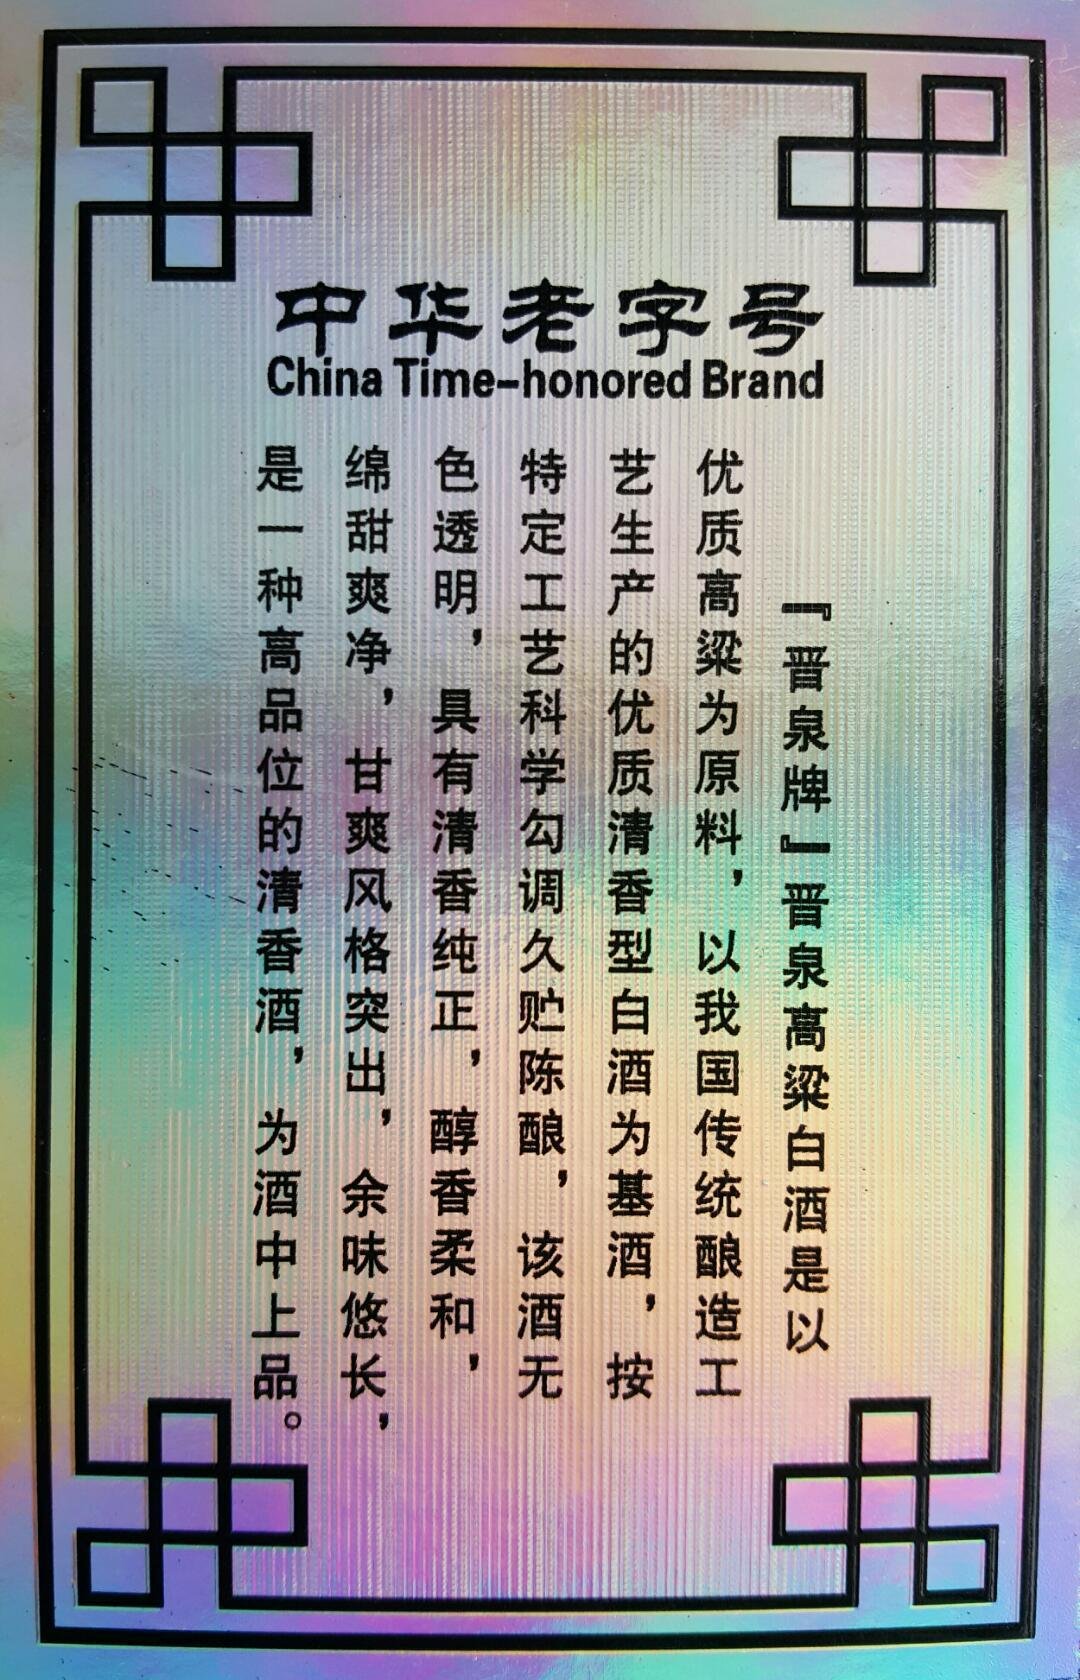 中华老字号
China Time-honored Brand
『晋泉牌』晋泉高粱白酒是以
优质高粱为原料，以我国传统酿造工
艺生产的优质清香型白酒为基酒，按
特定工艺科学勾调久贮陈酿，该酒无
色透明，具有清香纯正，醇香柔和，
绵甜爽净，甘爽风格突出，余味悠长，
是一种高品位的清香酒，为酒中上品。